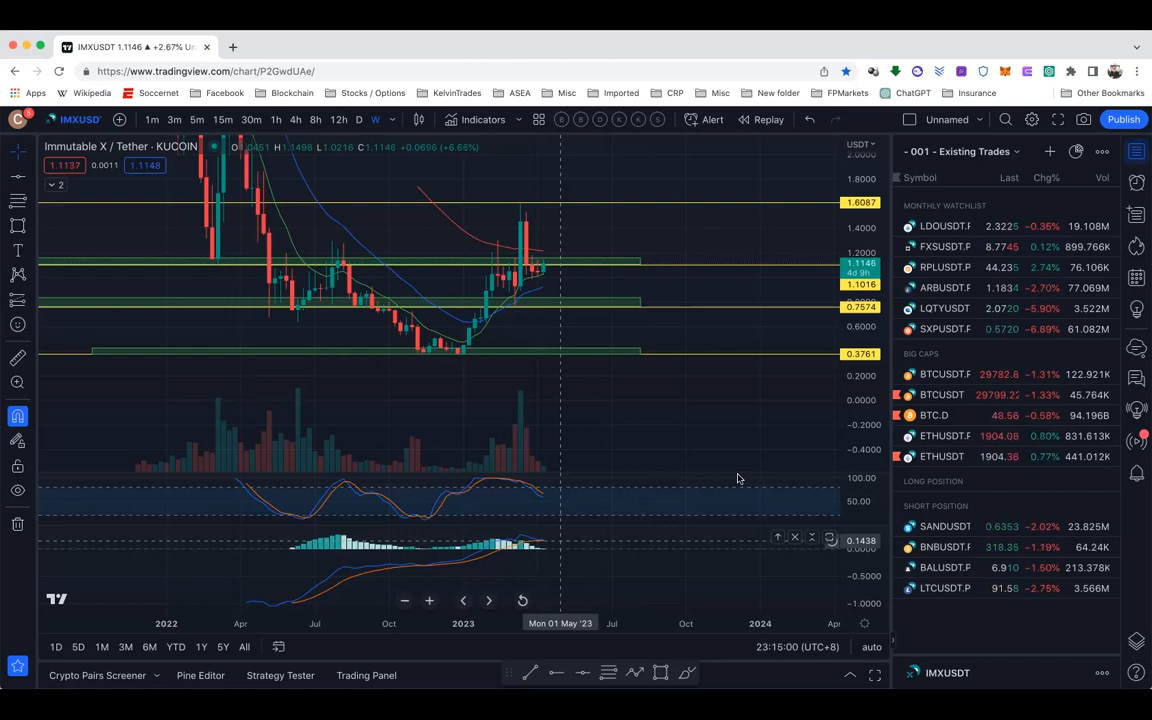 IMXUSDT 1.1146 ▲ +2.67% Un
https://www.tradingview.com/chart/P2GwdUAe/
Apps Wikipedia Soccernet Facebook Blockchain Stocks / Options KelvinTrades ASEA Misc Imported CRP Misc New folder FPMarkets ChatGPT Insurance Other Bookmarks
C IMXUSD 1m 3m 5m 15m 30m 1h 4h 8h 12h D W Indicators Alert Replay Unnamed Publish
Immutable X / Tether · KUCOIN O1.0451 H1.1498 L1.0216 C1.1146 +0.0696 (+6.66%)
1.1137 0.0011 1.1148
2
USDT
2.0000
1.8000
1.6087
1.4000
1.2000
1.1146
4d 9h
1.1016
0.7574
0.6000
0.3761
0.2000
0.0000
−0.2000
−0.4000
100.00
50.00
0.1438
0.0000
−0.5000
−1.0000
2022 Apr Jul Oct 2023 Mon 01 May '23 Jul Oct 2024 Apr
1D 5D 1M 3M 6M YTD 1Y 5Y All 23:15:00 (UTC+8) auto
Crypto Pairs Screener Pine Editor Strategy Tester Trading Panel
- 001 - Existing Trades
Symbol Last Chg% Vol
MONTHLY WATCHLIST
LDOUSDT.P 2.3225 −0.36% 19.108M
FXSUSDT.P 8.7745 0.12% 899.766K
RPLUSDT.P 44.235 2.74% 76.106K
ARBUSDT.P 1.1834 −2.70% 77.069M
LQTYUSDT 2.0720 −5.90% 3.522M
SXPUSDT.P 0.5720 −6.89% 61.082M
BIG CAPS
BTCUSDT.P 29782.8 −1.31% 122.921K
BTCUSDT 29799.22 −1.33% 45.764K
BTC.D 48.56 −0.58% 94.196B
ETHUSDT.P 1904.08 0.80% 831.613K
ETHUSDT 1904.36 0.77% 441.012K
LONG POSITION
SHORT POSITION
SANDUSDT 0.6353 −2.02% 23.825M
BNBUSDT.P 318.35 −1.19% 64.24K
BALUSDT.P 6.910 −1.50% 213.378K
LTCUSDT.P 91.58 −2.75% 3.566M
IMXUSDT